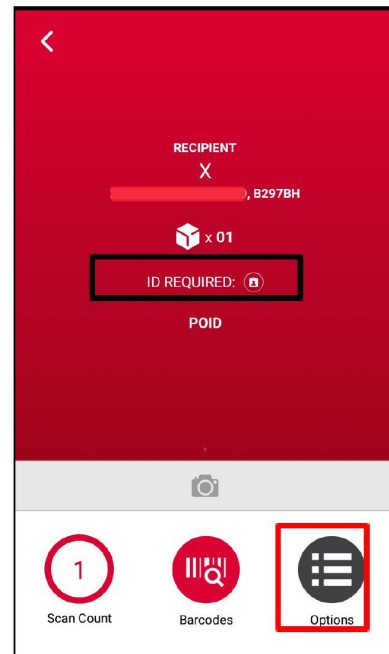 RECIPIENT
X
, B297BH
x 01
ID REQUIRED:
POID
1
Scan Count
Barcodes
Options